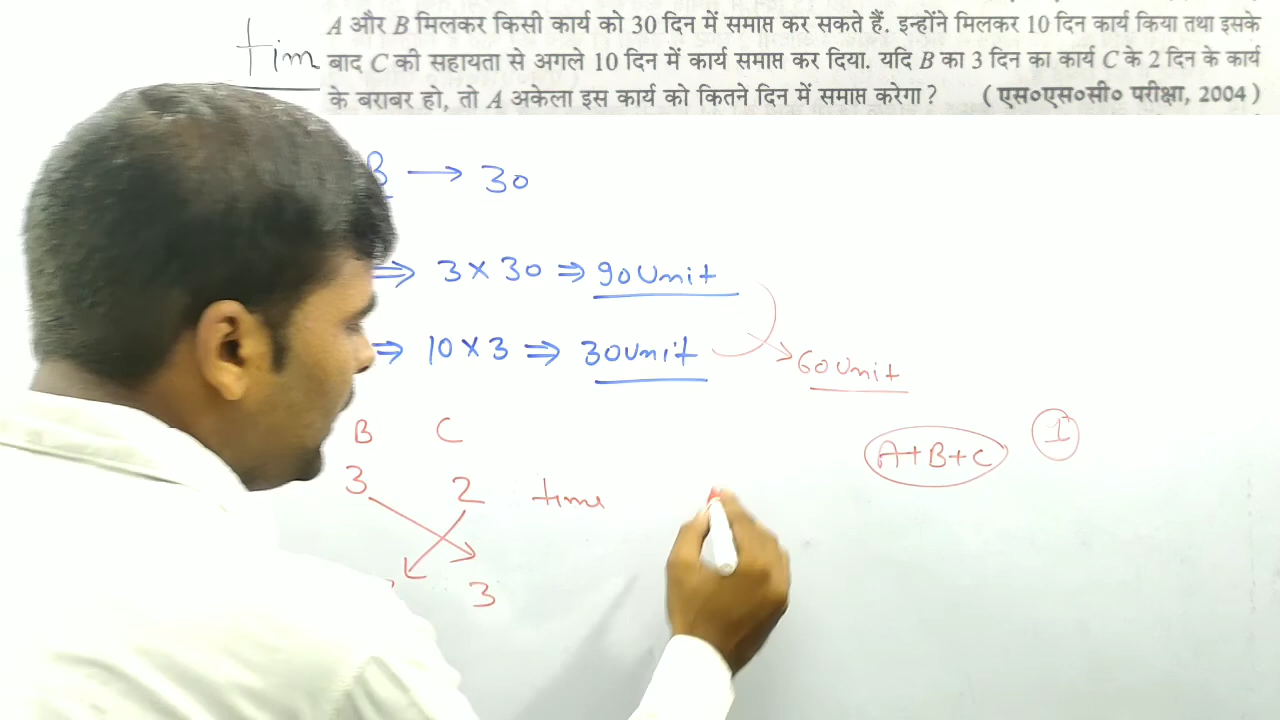 A और B मिलकर किसी कार्य को 30 दिन में समाप्त कर सकते हैं. इन्होंने मिलकर 10 दिन कार्य किया तथा इसके
बाद C की सहायता से अगले 10 दिन में कार्य समाप्त कर दिया. यदि B का 3 दिन का कार्य C के 2 दिन के कार्य
के बराबर हो, तो A अकेला इस कार्य को कितने दिन में समाप्त करेगा ? ( एस०एस०सी० परीक्षा, 2004 )
Tim
B → 30
⇒ 3 × 30 ⇒ 90 Unit
⇒ 10 × 3 ⇒ 30 Unit
60 Unit
B C
A+B+C
3 2 time
3